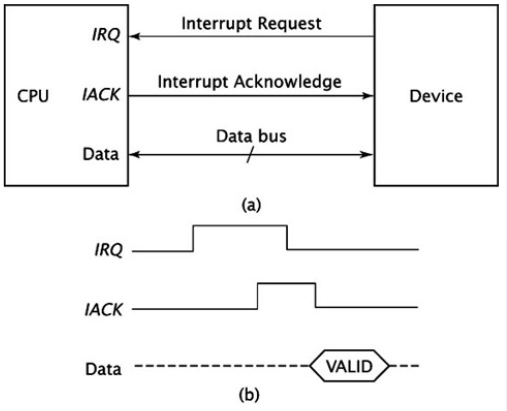 IRQ
Interrupt Request
CPU
IACK
Interrupt Acknowledge
Device
Data
Data bus
(a)
IRQ
IACK
Data
VALID
(b)